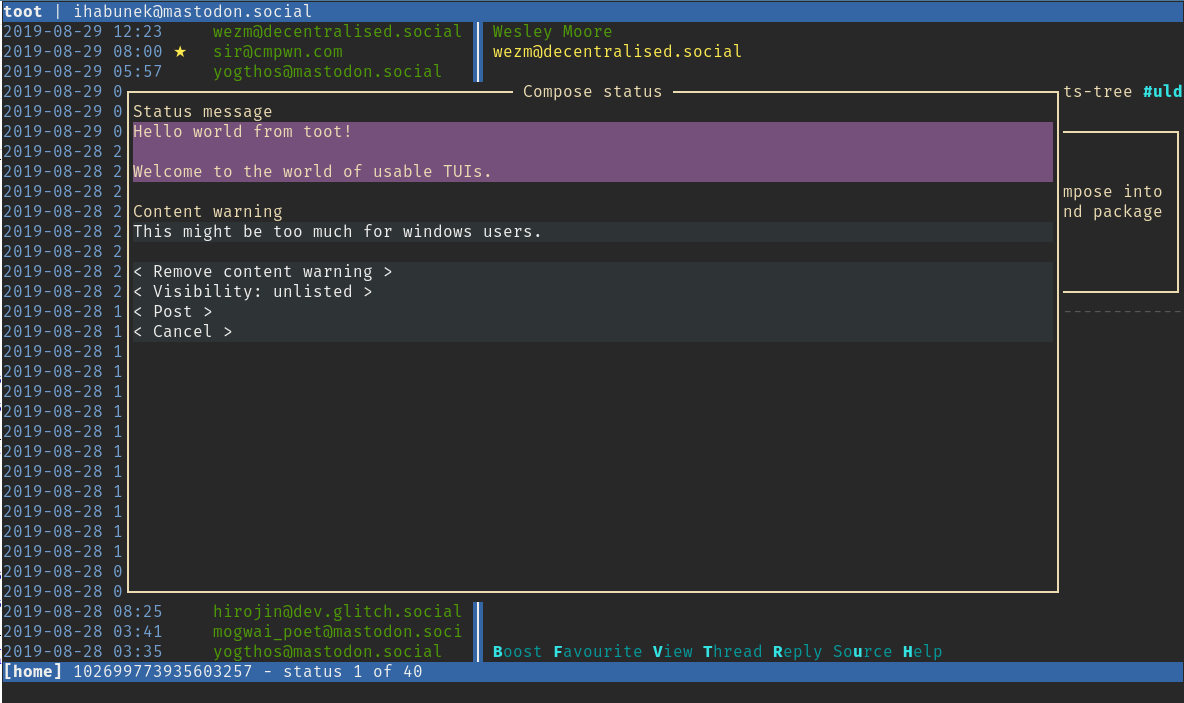 toot | ihabunek@mastodon.social
2019-08-29 12:23 wezm@decentralised.social Wesley Moore
2019-08-29 08:00 ★ sir@cmpwn.com wezm@decentralised.social
2019-08-29 05:57 yogthos@mastodon.social
2019-08-29 0 Compose status ts-tree #uld
2019-08-29 0 Status message
2019-08-29 0 Hello world from toot!
2019-08-28 2
2019-08-28 2 Welcome to the world of usable TUIs.
2019-08-28 2 mpose into
2019-08-28 2 Content warning nd package
2019-08-28 2 This might be too much for windows users.
2019-08-28 2
2019-08-28 2 < Remove content warning >
2019-08-28 2 < Visibility: unlisted >
2019-08-28 1 < Post > ------------
2019-08-28 1 < Cancel >
2019-08-28 1
2019-08-28 1
2019-08-28 1
2019-08-28 1
2019-08-28 1
2019-08-28 1
2019-08-28 1
2019-08-28 1
2019-08-28 1
2019-08-28 1
2019-08-28 1
2019-08-28 0
2019-08-28 0
2019-08-28 08:25 hirojin@dev.glitch.social
2019-08-28 03:41 mogwai_poet@mastodon.soci
2019-08-28 03:35 yogthos@mastodon.social Boost Favourite View Thread Reply Source Help
[home] 102699773935603257 - status 1 of 40